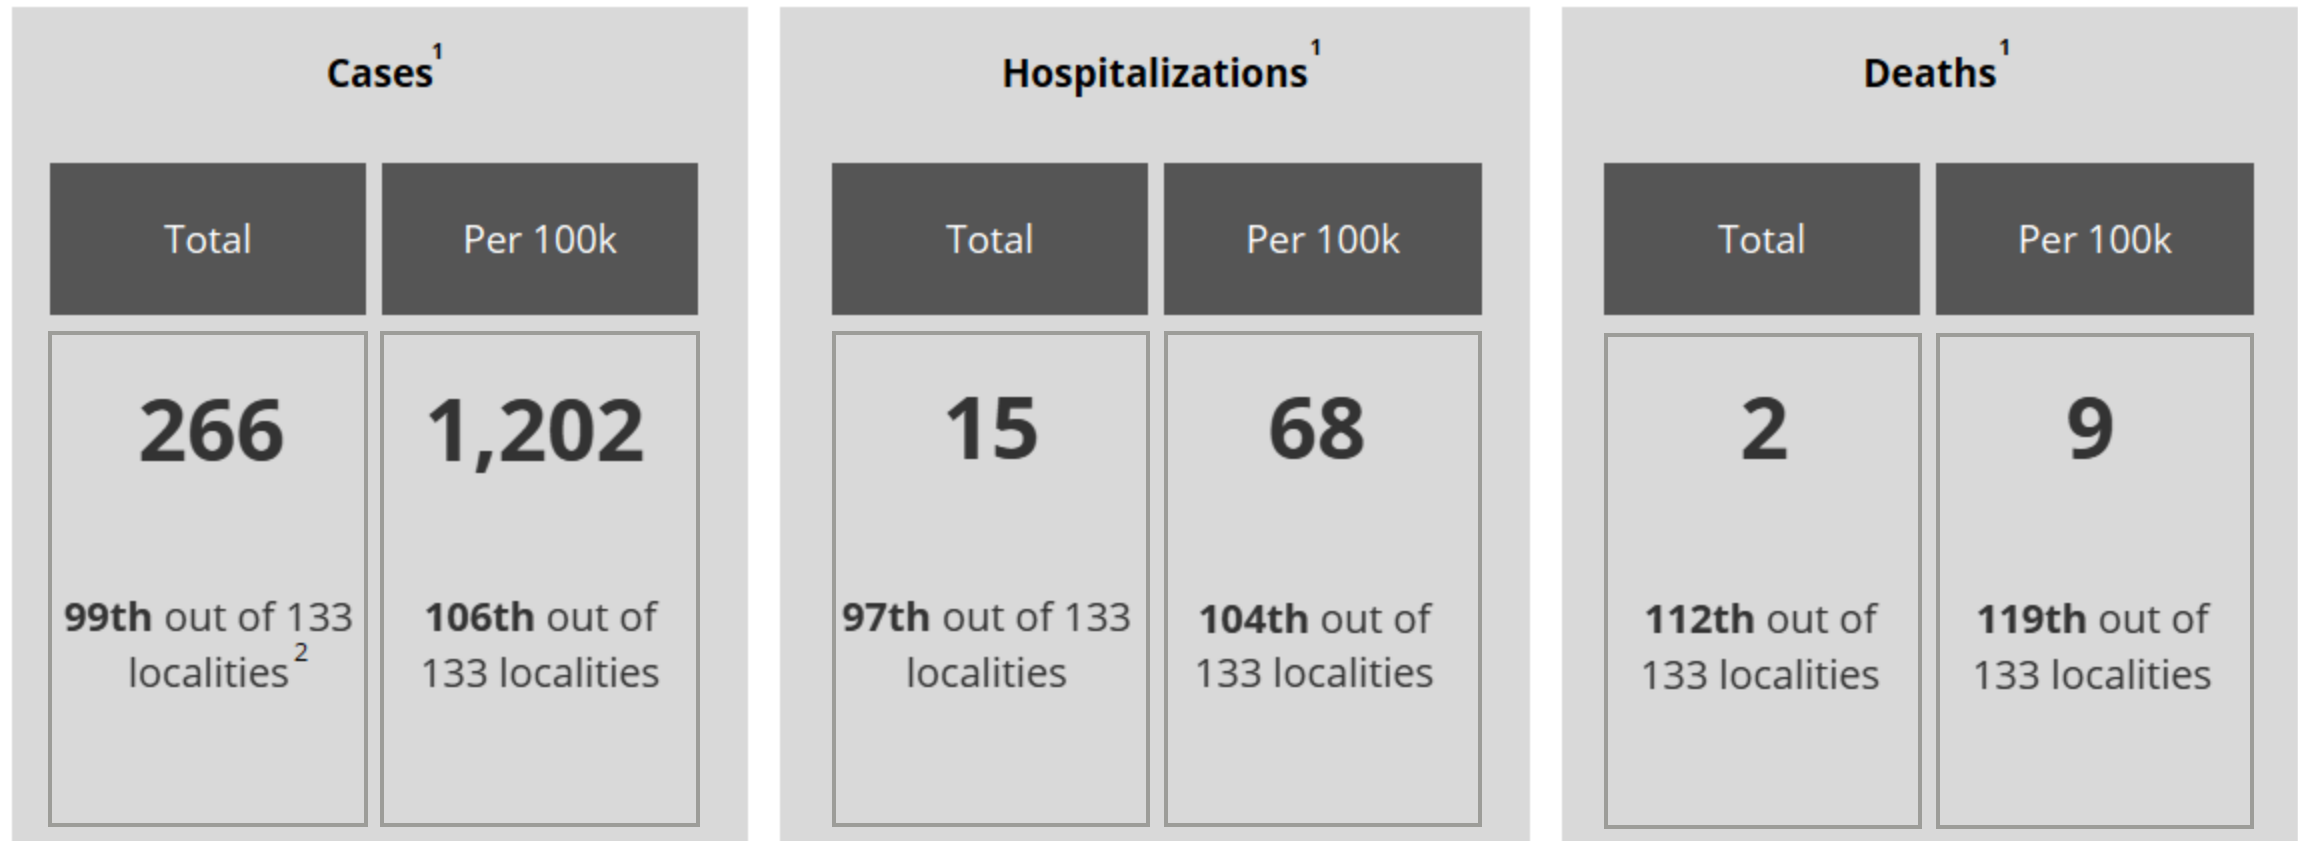 Cases¹
Total
Per 100k
266
99th out of 133
localities²
1,202
106th out of
133 localities
Hospitalizations¹
Total
Per 100k
15
97th out of 133
localities
68
104th out of
133 localities
Deaths¹
Total
Per 100k
2
112th out of
133 localities
9
119th out of
133 localities